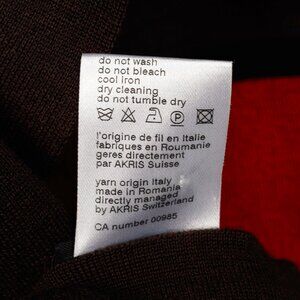 do not wash
do not bleach
cool iron
dry cleaning
do not tumble dry
l'origine de fil en Italie
fabriques en Roumanie
geres directement
par AKRIS Suisse
yarn origin Italy
made in Romania
directly managed
by AKRIS Switzerland
CA number 00985